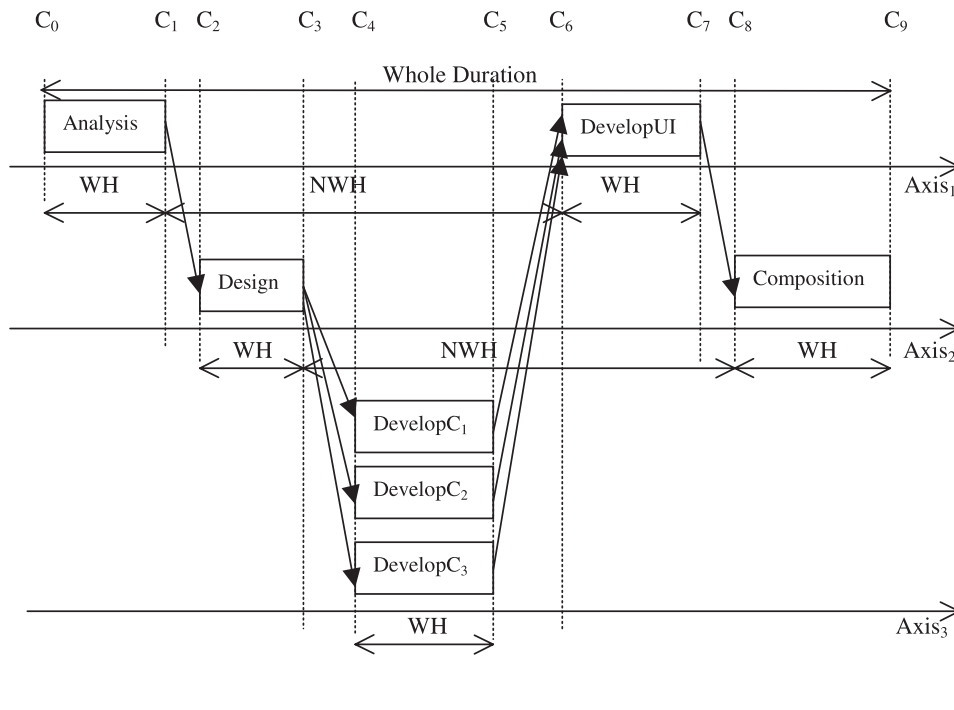 C₀ C₁ C₂ C₃ C₄ C₅ C₆ C₇ C₈ C₉
Whole Duration
Analysis DevelopUI
WH NWH WH Axis₁
Design Composition
WH NWH WH Axis₂
DevelopC₁
DevelopC₂
DevelopC₃
WH Axis₃